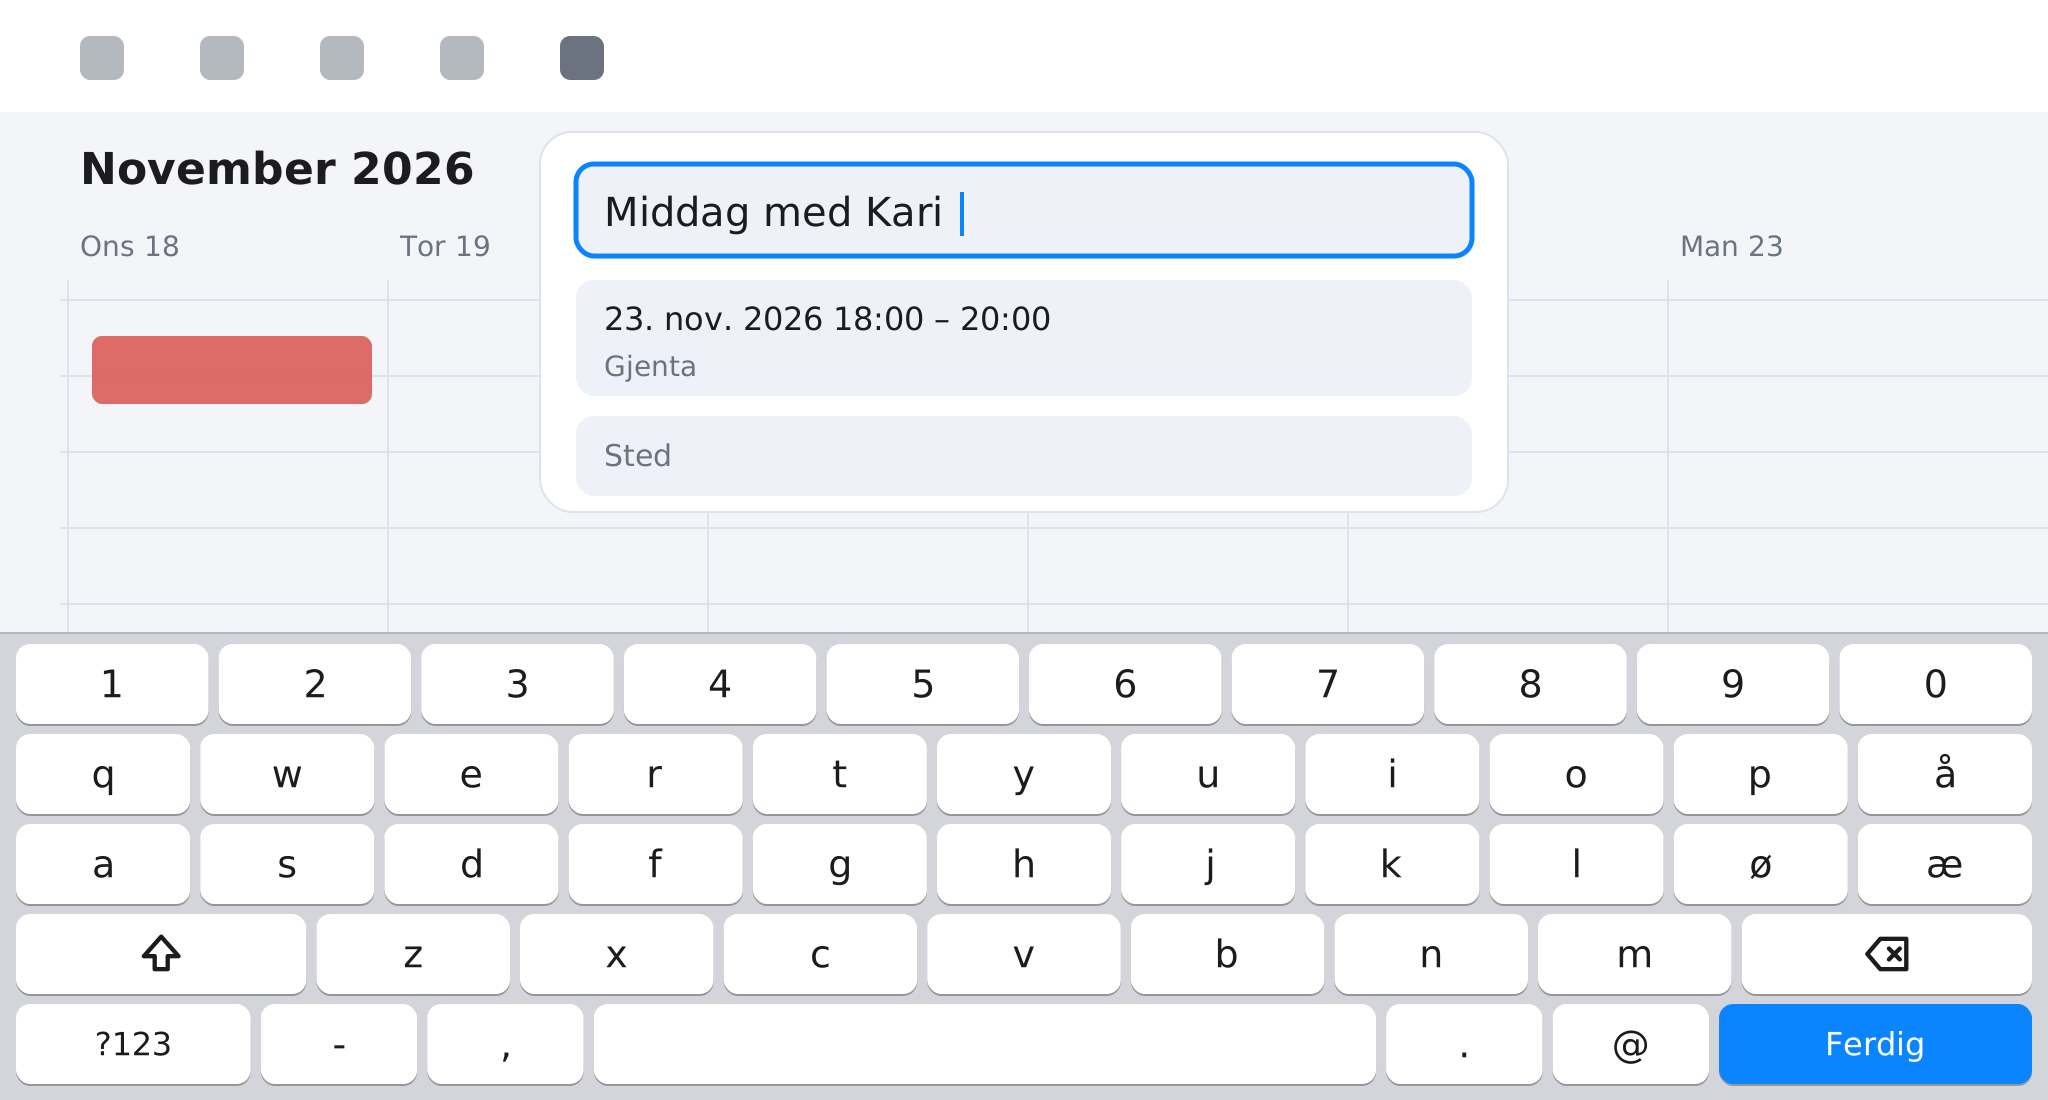 November 2026
Ons 18
Tor 19
Man 23
Middag med Kari
23. nov. 2026 18:00 – 20:00
Gjenta
Sted
1 2 3 4 5 6 7 8 9 0
q w e r t y u i o p å
a s d f g h j k l ø æ
z x c v b n m
?123 - , . @ Ferdig